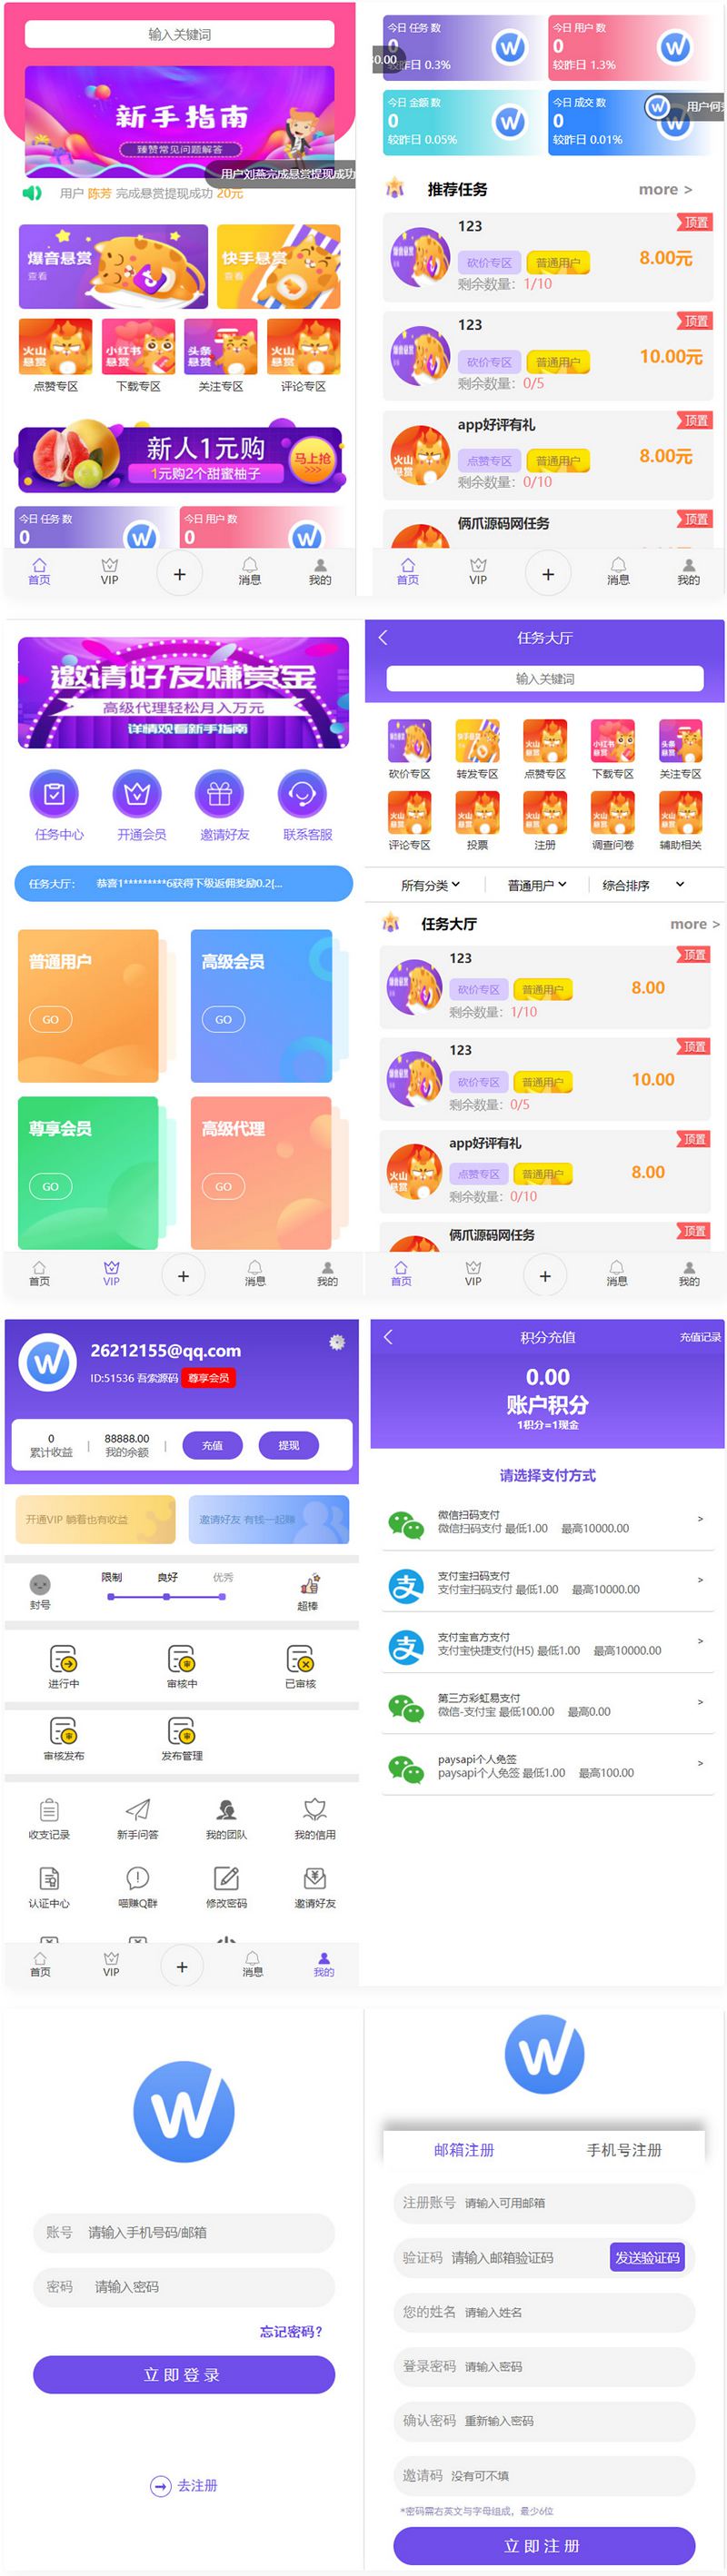 输入关键词
新手指南
臻赞常见问题解答
用户刘燕完成悬赏提现成功
用户 陈芳 完成悬赏提现成功 20元
爆音悬赏
查看
快手悬赏
查看
火山悬赏
小红书悬赏
头条悬赏
火山悬赏
点赞专区
下载专区
关注专区
评论专区
新人1元购
1元购2个甜蜜柚子
马上抢
>>>
今日 任务 数
0
今日 用户 数
0
首页
VIP
+
消息
我的
今日 任务 数
0
较昨日 0.3%
今日 用户 数
0
较昨日 1.3%
今日 金额 数
0
较昨日 0.05%
今日 成交 数
0
较昨日 0.01%
推荐任务
more >
123
顶置
砍价专区
普通用户
8.00元
剩余数量：1/10
123
顶置
砍价专区
普通用户
10.00元
剩余数量：0/5
app好评有礼
顶置
点赞专区
普通用户
8.00元
剩余数量：0/10
俩爪源码网任务
顶置
首页
VIP
+
消息
我的
邀请好友赚赏金
高级代理轻松月入万元
详情观看新手指南
任务中心
开通会员
邀请好友
联系客服
任务大厅：
恭喜1*********6获得下级返佣奖励0.2(...
普通用户
GO
高级会员
GO
尊享会员
GO
高级代理
GO
首页
VIP
+
消息
我的
任务大厅
输入关键词
砍价专区
转发专区
点赞专区
下载专区
关注专区
评论专区
投票
注册
调查问卷
辅助相关
所有分类
普通用户
综合排序
任务大厅
more >
123
顶置
砍价专区
普通用户
8.00
剩余数量：1/10
123
顶置
砍价专区
普通用户
10.00
剩余数量：0/5
app好评有礼
顶置
点赞专区
普通用户
8.00
剩余数量：0/10
俩爪源码网任务
顶置
首页
VIP
+
消息
我的
26212155@qq.com
ID:51536 吾索源码 尊享会员
0
累计收益
88888.00
我的余额
充值
提现
开通VIP 躺着也有收益
邀请好友 有钱一起赚
封号
限制
良好
优秀
超棒
进行中
审核中
已审核
审核发布
发布管理
收支记录
新手问答
我的团队
我的信用
认证中心
喵赚Q群
修改密码
邀请好友
首页
VIP
+
消息
我的
积分充值
充值记录
0.00
账户积分
1积分=1现金
请选择支付方式
微信扫码支付
微信扫码支付 最低1.00 最高10000.00
支付宝扫码支付
支付宝扫码支付 最低1.00 最高10000.00
支付宝官方支付
支付宝快捷支付(H5) 最低1.00 最高10000.00
第三方彩虹易支付
微信-支付宝 最低100.00 最高0.00
paysapi个人免签
paysapi个人免签 最低1.00 最高100.00
账号 请输入手机号码/邮箱
密码 请输入密码
忘记密码?
立即登录
去注册
邮箱注册
手机号注册
注册账号 请输入可用邮箱
验证码 请输入邮箱验证码
发送验证码
您的姓名 请输入姓名
登录密码 请输入密码
确认密码 重新输入密码
邀请码 没有可不填
*密码需右英文与字母组成，最少6位
立即注册